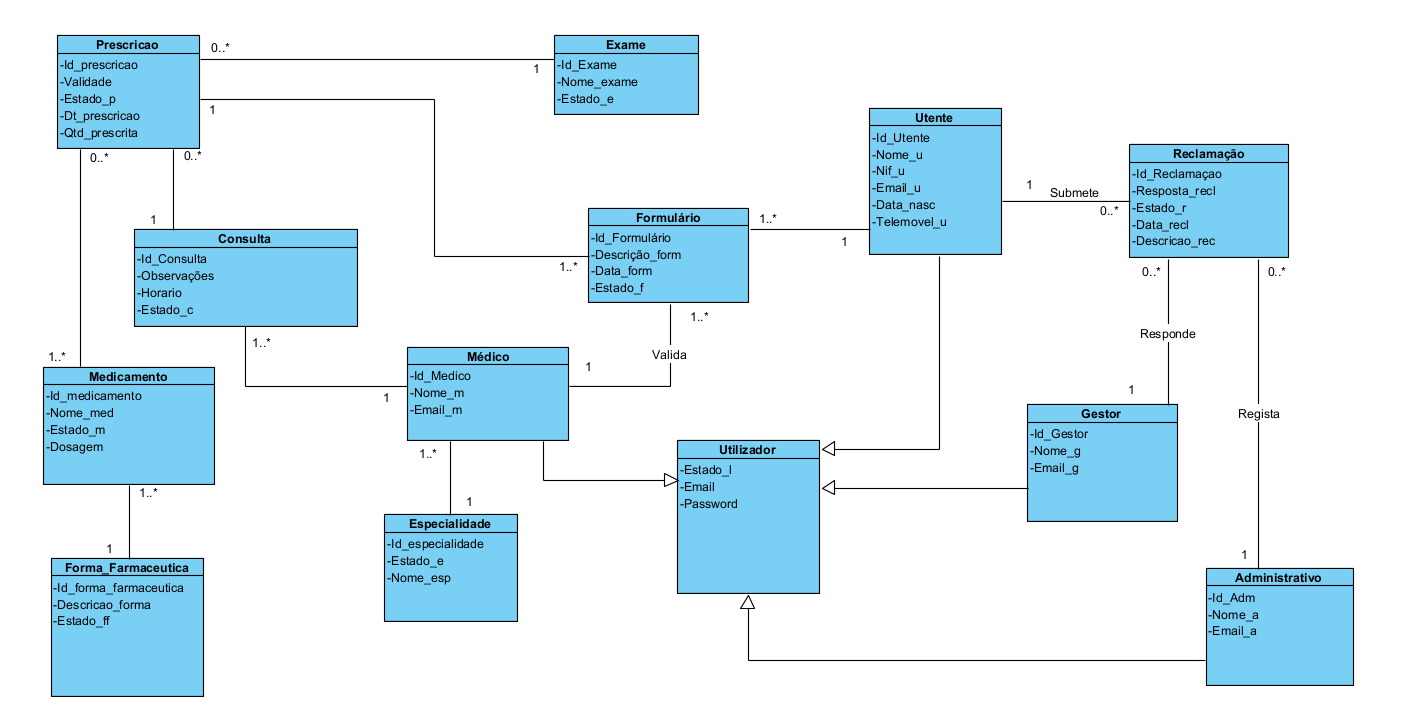 Prescricao
-Id_prescricao
-Validade
-Estado_p
-Dt_prescricao
-Qtd_prescrita
0..*
1
Exame
-Id_Exame
-Nome_exame
-Estado_e
1
1..*
0..*
1..*
0..*
1
Utente
-Id_Utente
-Nome_u
-Nif_u
-Email_u
-Data_nasc
-Telemovel_u
1
Submete
0..*
Reclamação
-Id_Reclamaçao
-Resposta_recl
-Estado_r
-Data_recl
-Descricao_rec
Consulta
-Id_Consulta
-Observações
-Horario
-Estado_c
Formulário
-Id_Formulário
-Descrição_form
-Data_form
-Estado_f
1..*
1
0..*
Responde
1
0..*
Regista
1
1..*
1
1..*
Valida
1
Medicamento
-Id_medicamento
-Nome_med
-Estado_m
-Dosagem
Médico
-Id_Medico
-Nome_m
-Email_m
Gestor
-Id_Gestor
-Nome_g
-Email_g
Utilizador
-Estado_l
-Email
-Password
1..*
1
1..*
1
Especialidade
-Id_especialidade
-Estado_e
-Nome_esp
Forma_Farmaceutica
-Id_forma_farmaceutica
-Descricao_forma
-Estado_ff
Administrativo
-Id_Adm
-Nome_a
-Email_a